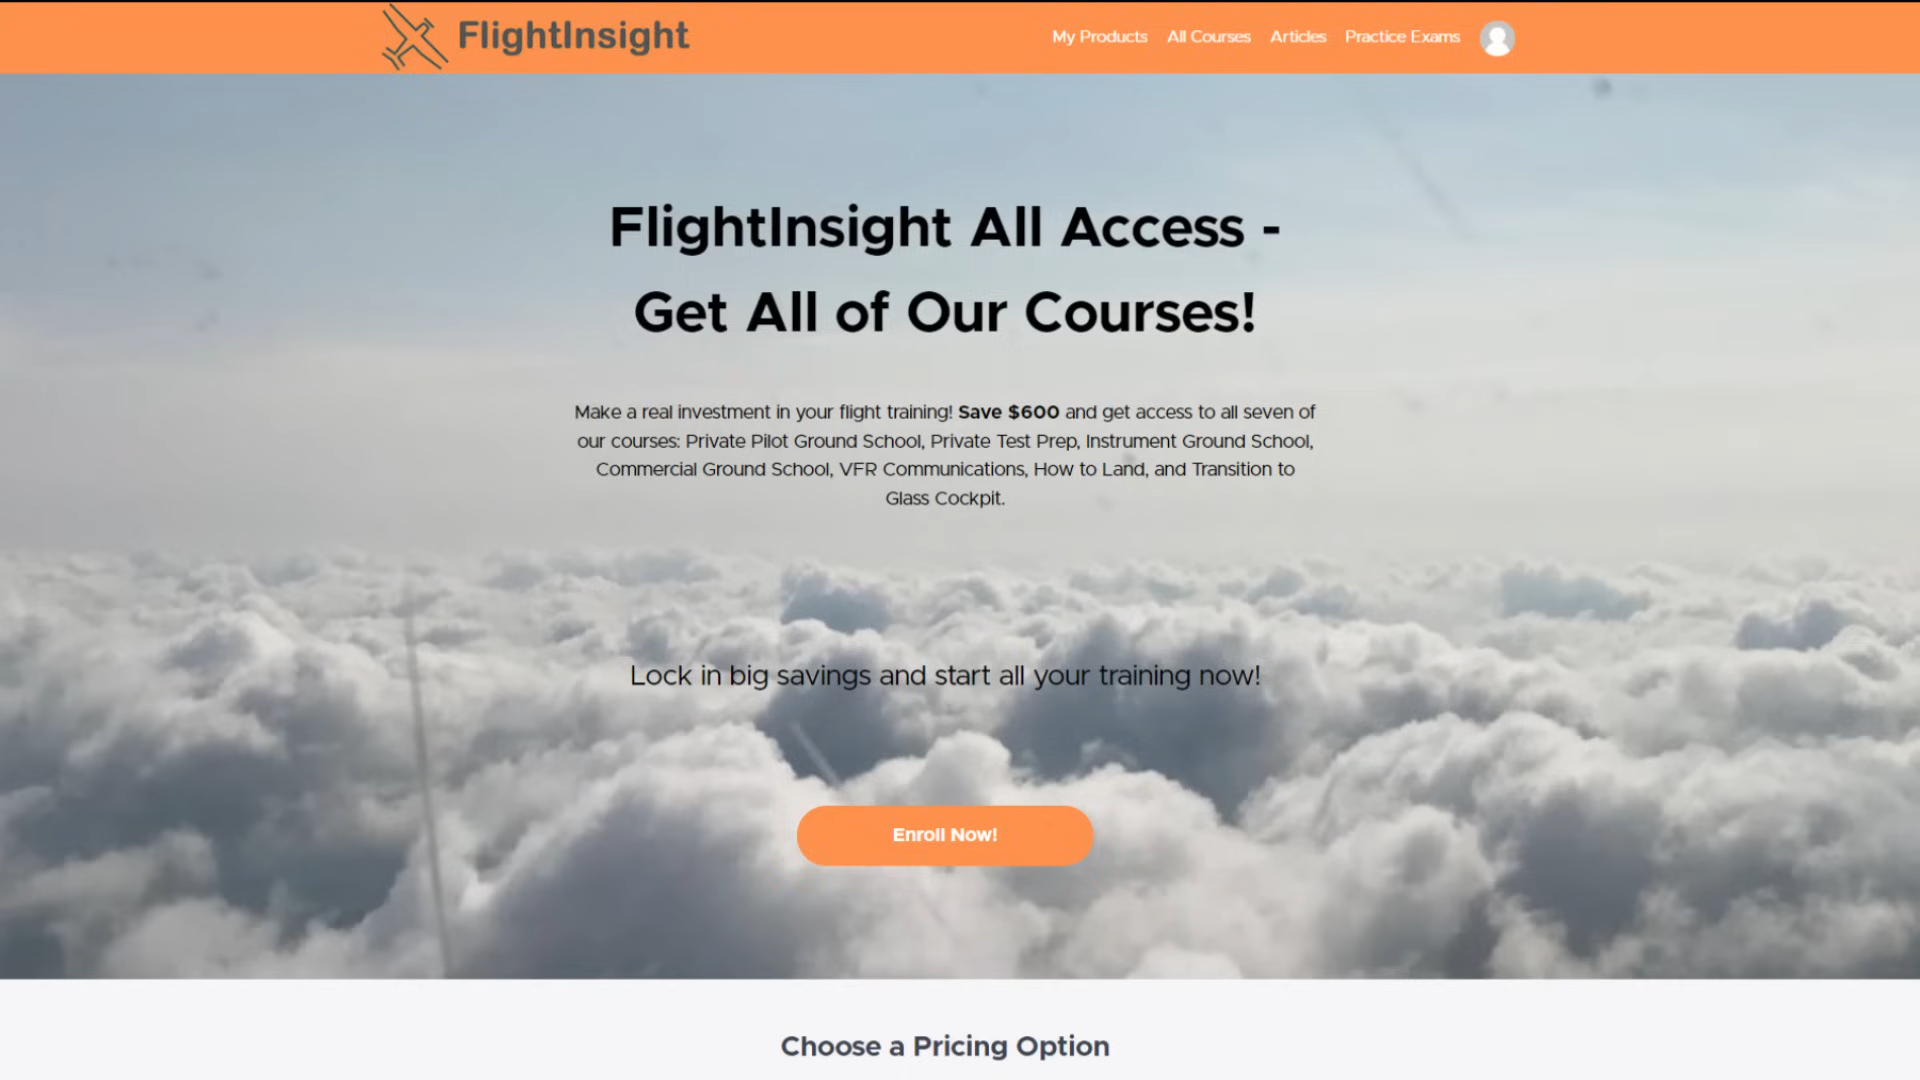 FlightInsight
My Products
All Courses
Articles
Practice Exams
FlightInsight All Access -
Get All of Our Courses!
Make a real investment in your flight training! Save $600 and get access to all seven of
our courses: Private Pilot Ground School, Private Test Prep, Instrument Ground School,
Commercial Ground School, VFR Communications, How to Land, and Transition to
Glass Cockpit.
Lock in big savings and start all your training now!
Enroll Now!
Choose a Pricing Option